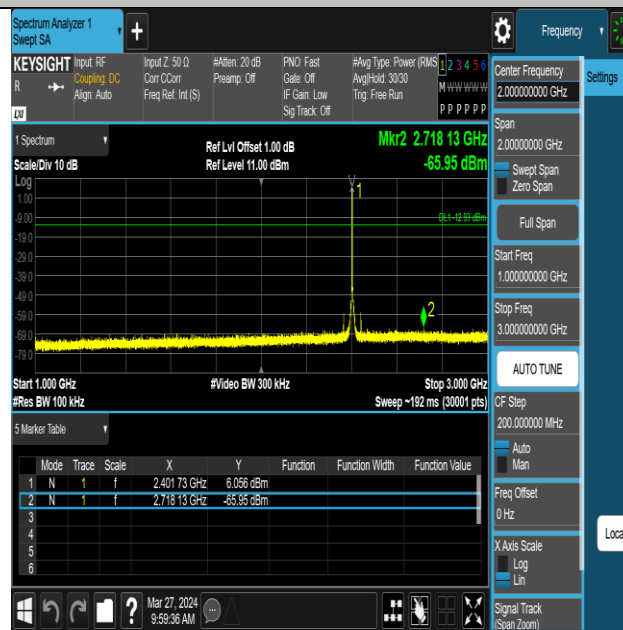 Spectrum Analyzer 1
Swept SA
+
Frequency
KEYSIGHT
R
LXI
Input: RF
Coupling: DC
Align: Auto
Input Z: 50 Ω
Corr CCorr
Freq Ref: Int (S)
#Atten: 20 dB
Preamp: Off
PNO: Fast
Gate: Off
IF Gain: Low
Sig Track: Off
#Avg Type: Power (RMS
Avg|Hold: 30/30
Trig: Free Run
1 2 3 4 5 6
M W W W W W
P P P P P P
1 Spectrum
Scale/Div 10 dB
Ref Lvl Offset 1.00 dB
Ref Level 11.00 dBm
Mkr2 2.718 13 GHz
-65.95 dBm
Log
1.00
-9.00
-19.0
-29.0
-39.0
-49.0
-59.0
-69.0
-79.0
1
DL1 -12.93 dBm
2
Start 1.000 GHz
#Video BW 300 kHz
Stop 3.000 GHz
#Res BW 100 kHz
Sweep ~192 ms (30001 pts)
5 Marker Table
Mode Trace Scale X Y Function Function Width Function Value
1 N 1 f 2.401 73 GHz 6.056 dBm
2 N 1 f 2.718 13 GHz -65.95 dBm
3
4
5
6
?
Mar 27, 2024
9:59:36 AM
Center Frequency
2.000000000 GHz
Settings
Span
2.00000000 GHz
Swept Span
Zero Span
Full Span
Start Freq
1.000000000 GHz
Stop Freq
3.000000000 GHz
AUTO TUNE
CF Step
200.000000 MHz
Auto
Man
Freq Offset
0 Hz
Loca
X Axis Scale
Log
Lin
Signal Track
(Span Zoom)